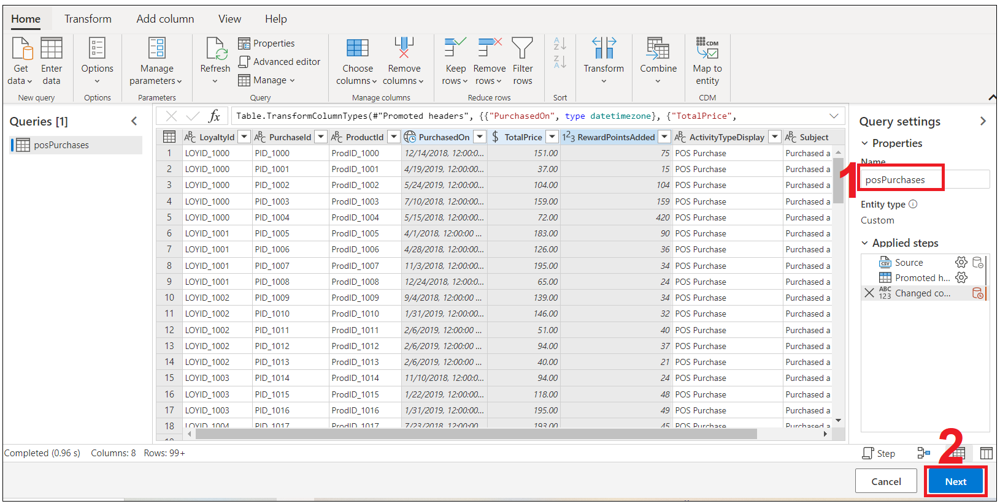 Home Transform Add column View Help
Get data Enter data Options Manage parameters Refresh Properties Advanced editor Manage Choose columns Remove columns Keep rows Remove rows Filter rows A Z Z A Transform Combine CDM Map to entity
New query Options Parameters Query Manage columns Reduce rows Sort CDM
Queries [1]
posPurchases
fx Table.TransformColumnTypes(#"Promoted headers", {{"PurchasedOn", type datetimezone}, {"TotalPrice",
ABC LoyaltyId ABC PurchaseId ABC ProductId PurchasedOn $ TotalPrice 123 RewardPointsAdded ABC ActivityTypeDisplay ABC Subject
1 LOYID_1000 PID_1000 ProdID_1000 12/14/2018, 12:00:0... 151.00 75 POS Purchase Purchased a
2 LOYID_1000 PID_1001 ProdID_1001 4/19/2019, 12:00:00... 37.00 15 POS Purchase Purchased a
3 LOYID_1000 PID_1002 ProdID_1002 5/24/2019, 12:00:00... 104.00 104 POS Purchase Purchased a
4 LOYID_1000 PID_1003 ProdID_1003 7/10/2018, 12:00:00... 159.00 159 POS Purchase Purchased a
5 LOYID_1000 PID_1004 ProdID_1004 5/15/2018, 12:00:00... 72.00 420 POS Purchase Purchased a
6 LOYID_1001 PID_1005 ProdID_1005 4/1/2018, 12:00:00 ... 183.00 90 POS Purchase Purchased a
7 LOYID_1001 PID_1006 ProdID_1006 4/28/2018, 12:00:00... 126.00 36 POS Purchase Purchased a
8 LOYID_1001 PID_1007 ProdID_1007 11/3/2018, 12:00:00... 195.00 34 POS Purchase Purchased a
9 LOYID_1001 PID_1008 ProdID_1008 12/24/2018, 12:00:0... 65.00 24 POS Purchase Purchased a
10 LOYID_1002 PID_1009 ProdID_1009 9/4/2018, 12:00:00 ... 139.00 34 POS Purchase Purchased a
11 LOYID_1002 PID_1010 ProdID_1010 1/31/2019, 12:00:00... 146.00 32 POS Purchase Purchased a
12 LOYID_1002 PID_1011 ProdID_1011 2/6/2019, 12:00:00 ... 51.00 40 POS Purchase Purchased a
13 LOYID_1002 PID_1012 ProdID_1012 2/6/2019, 12:00:00 ... 94.00 37 POS Purchase Purchased a
14 LOYID_1002 PID_1013 ProdID_1013 2/6/2019, 12:00:00 ... 40.00 21 POS Purchase Purchased a
15 LOYID_1003 PID_1014 ProdID_1014 11/10/2018, 12:00:0... 94.00 24 POS Purchase Purchased a
16 LOYID_1003 PID_1015 ProdID_1015 1/22/2019, 12:00:00... 118.00 48 POS Purchase Purchased a
17 LOYID_1003 PID_1016 ProdID_1016 1/31/2019, 12:00:00... 195.00 49 POS Purchase Purchased a
18 LOYID_1004 PID_1017 ProdID_1017 7/23/2018, 12:00:00... 193.00 45 POS Purchase Purchased a
19
Query settings
Properties
Name
1 posPurchases
Entity type
Custom
Applied steps
CSV Source
Promoted h...
ABC 123 Changed co...
Completed (0.96 s) Columns: 8 Rows: 99+
Step 2
Cancel Next